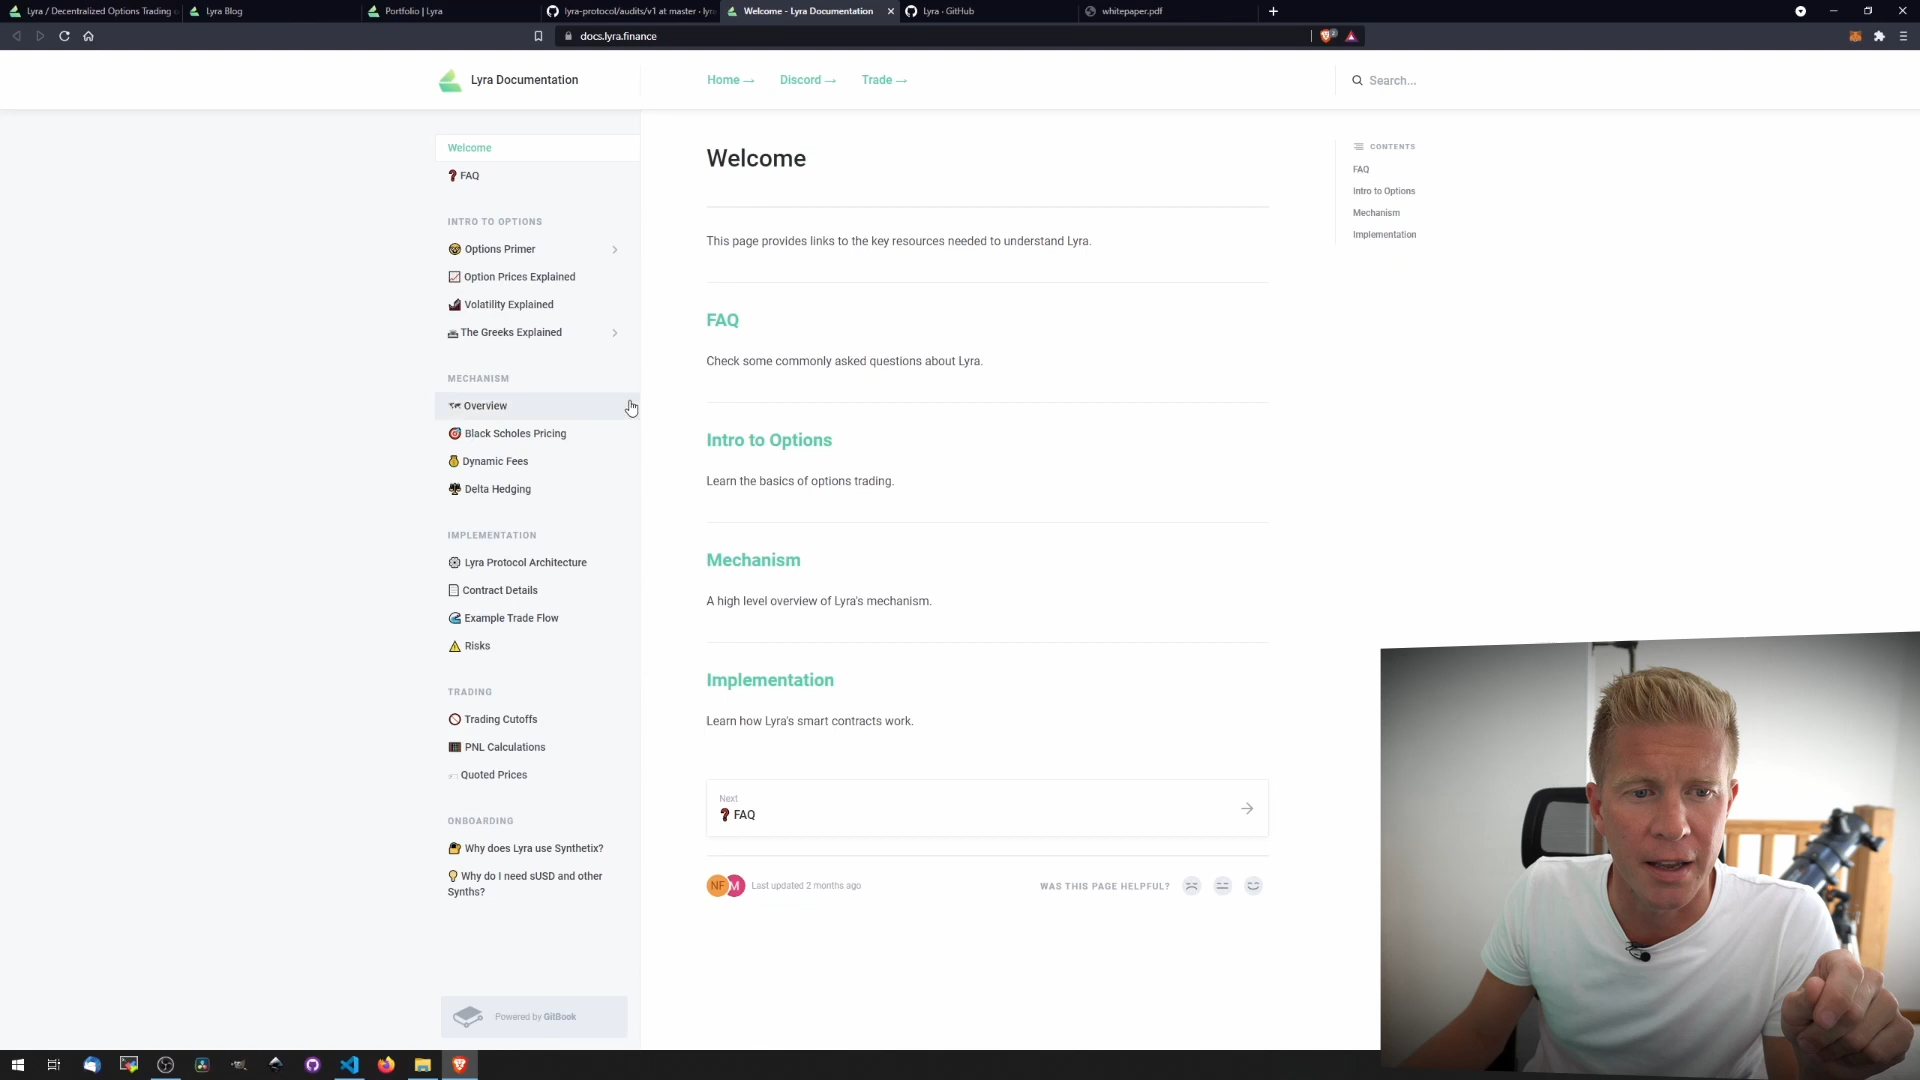 Lyra / Decentralized Options Trading
Lyra Blog
Portfolio | Lyra
lyra-protocol/audits/v1 at master · lyr
Welcome - Lyra Documentation
Lyra · GitHub
whitepaper.pdf
docs.lyra.finance
2
Lyra Documentation
Home →
Discord →
Trade →
Search...
Welcome
FAQ
INTRO TO OPTIONS
Options Primer
Option Prices Explained
Volatility Explained
The Greeks Explained
MECHANISM
Overview
Black Scholes Pricing
Dynamic Fees
Delta Hedging
IMPLEMENTATION
Lyra Protocol Architecture
Contract Details
Example Trade Flow
Risks
TRADING
Trading Cutoffs
PNL Calculations
Quoted Prices
ONBOARDING
Why does Lyra use Synthetix?
Why do I need sUSD and other
Synths?
Powered by GitBook
Welcome
This page provides links to the key resources needed to understand Lyra.
FAQ
Check some commonly asked questions about Lyra.
Intro to Options
Learn the basics of options trading.
Mechanism
A high level overview of Lyra's mechanism.
Implementation
Learn how Lyra's smart contracts work.
Next
FAQ
NF
M
Last updated 2 months ago
WAS THIS PAGE HELPFUL?
CONTENTS
FAQ
Intro to Options
Mechanism
Implementation